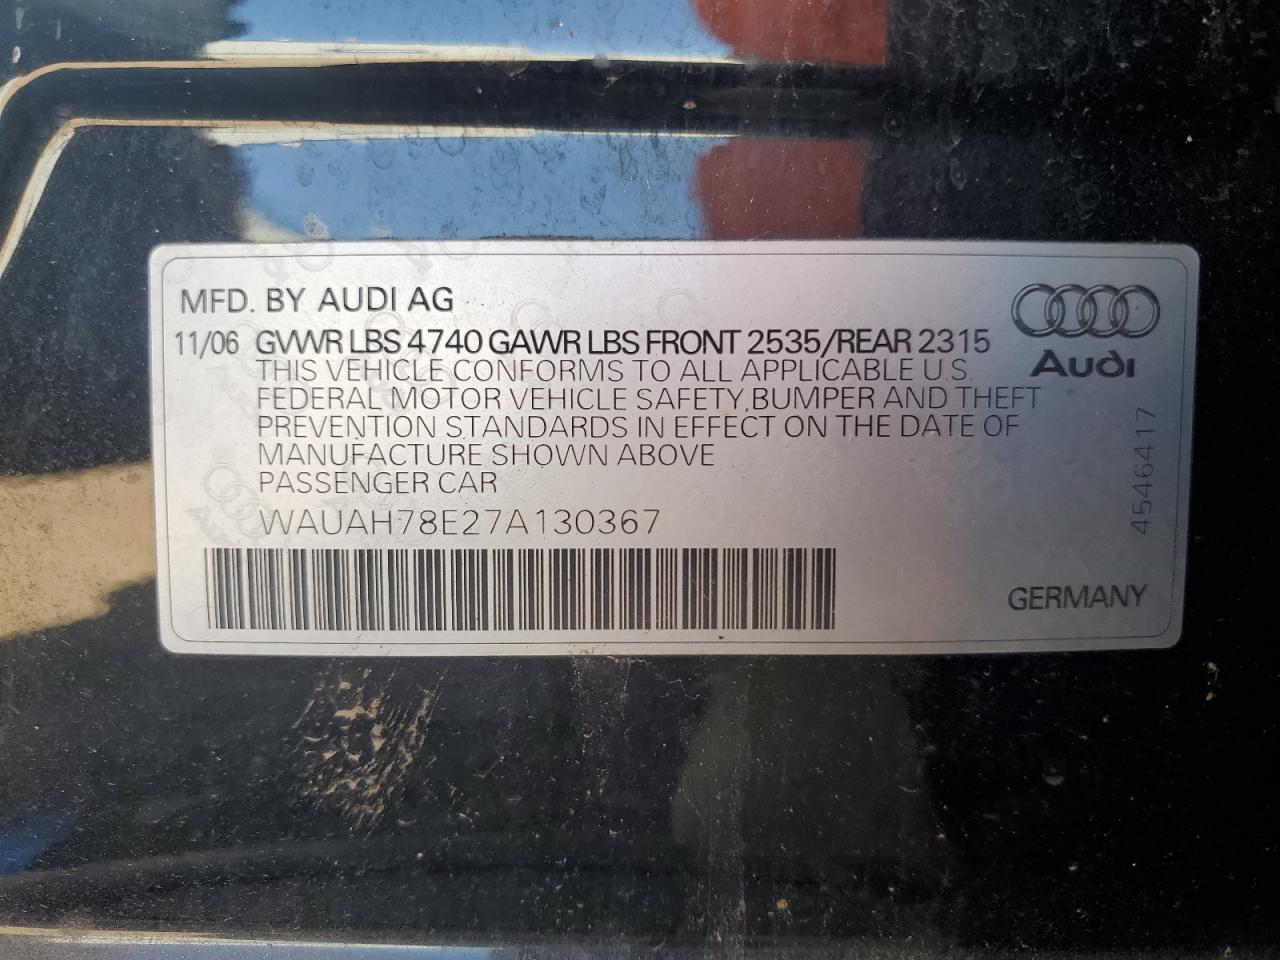 MFD. BY AUDI AG
11/06 GVWR LBS 4740 GAWR LBS FRONT 2535/REAR 2315
THIS VEHICLE CONFORMS TO ALL APPLICABLE U.S.
FEDERAL MOTOR VEHICLE SAFETY,BUMPER AND THEFT
PREVENTION STANDARDS IN EFFECT ON THE DATE OF
MANUFACTURE SHOWN ABOVE
PASSENGER CAR
WAUAH78E27A130367
Audi
4546417
GERMANY